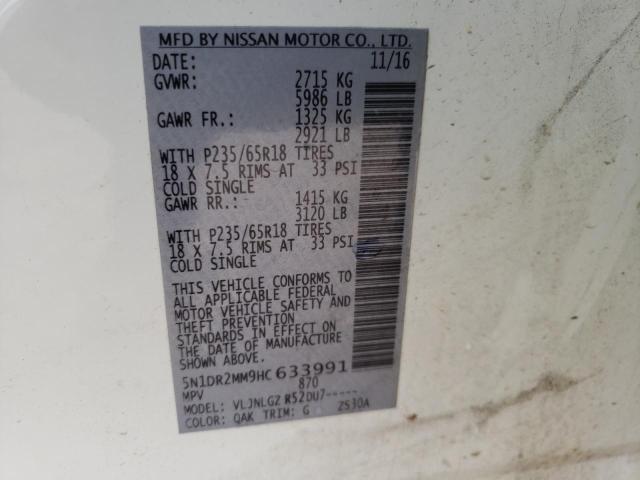 MFD BY NISSAN MOTOR CO., LTD.
DATE: 11/16
GVWR: 2715 KG
5986 LB
GAWR FR.: 1325 KG
2921 LB
WITH P235/65R18 TIRES
18 X 7.5 RIMS AT 33 PSI
COLD SINGLE
GAWR RR.: 1415 KG
3120 LB
WITH P235/65R18 TIRES
18 X 7.5 RIMS AT 33 PSI
COLD SINGLE
THIS VEHICLE CONFORMS TO
ALL APPLICABLE FEDERAL
MOTOR VEHICLE SAFETY AND
THEFT PREVENTION
STANDARDS IN EFFECT ON
THE DATE OF MANUFACTURE
SHOWN ABOVE.
5N1DR2MM9HC633991
MPV 870
MODEL: VLJNLGZ R52DU7-----
COLOR: QAK TRIM: G 2S30A